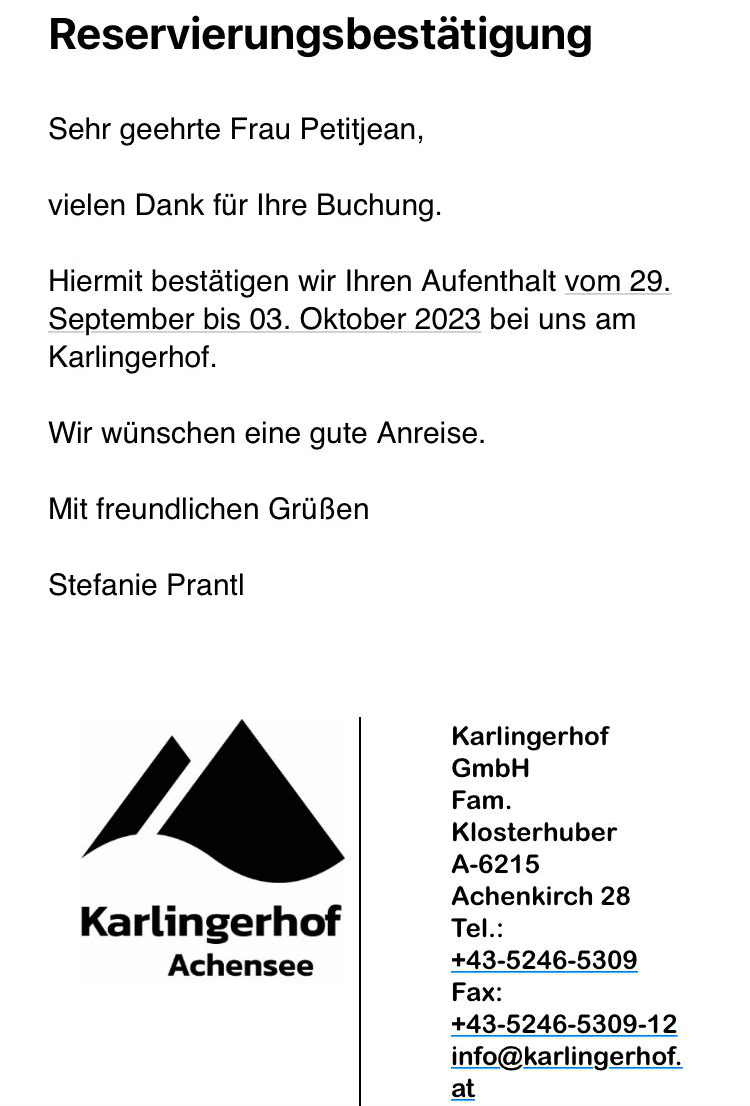 Reservierungsbestätigung
Sehr geehrte Frau Petitjean,
vielen Dank für Ihre Buchung.
Hiermit bestätigen wir Ihren Aufenthalt vom 29.
September bis 03. Oktober 2023 bei uns am
Karlingerhof.
Wir wünschen eine gute Anreise.
Mit freundlichen Grüßen
Stefanie Prantl
Karlingerhof
Achensee
Karlingerhof
GmbH
Fam.
Klosterhuber
A-6215
Achenkirch 28
Tel.:
+43-5246-5309
Fax:
+43-5246-5309-12
info@karlingerhof.
at